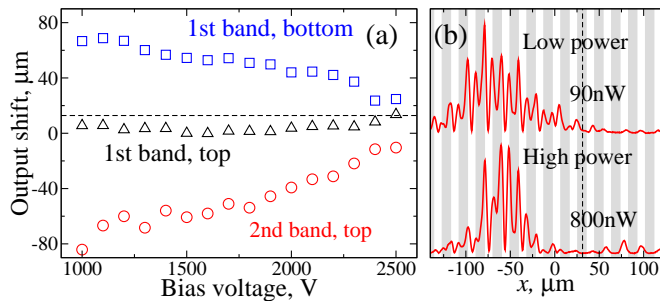 1st band, bottom
(a)
80
40
0
-40
-80
Output shift, μm
1st band, top
2nd band, top
1000
1500
2000
2500
Bias voltage, V
(b)
Low power
90nW
High power
800nW
-100
-50
0
50
100
x, μm